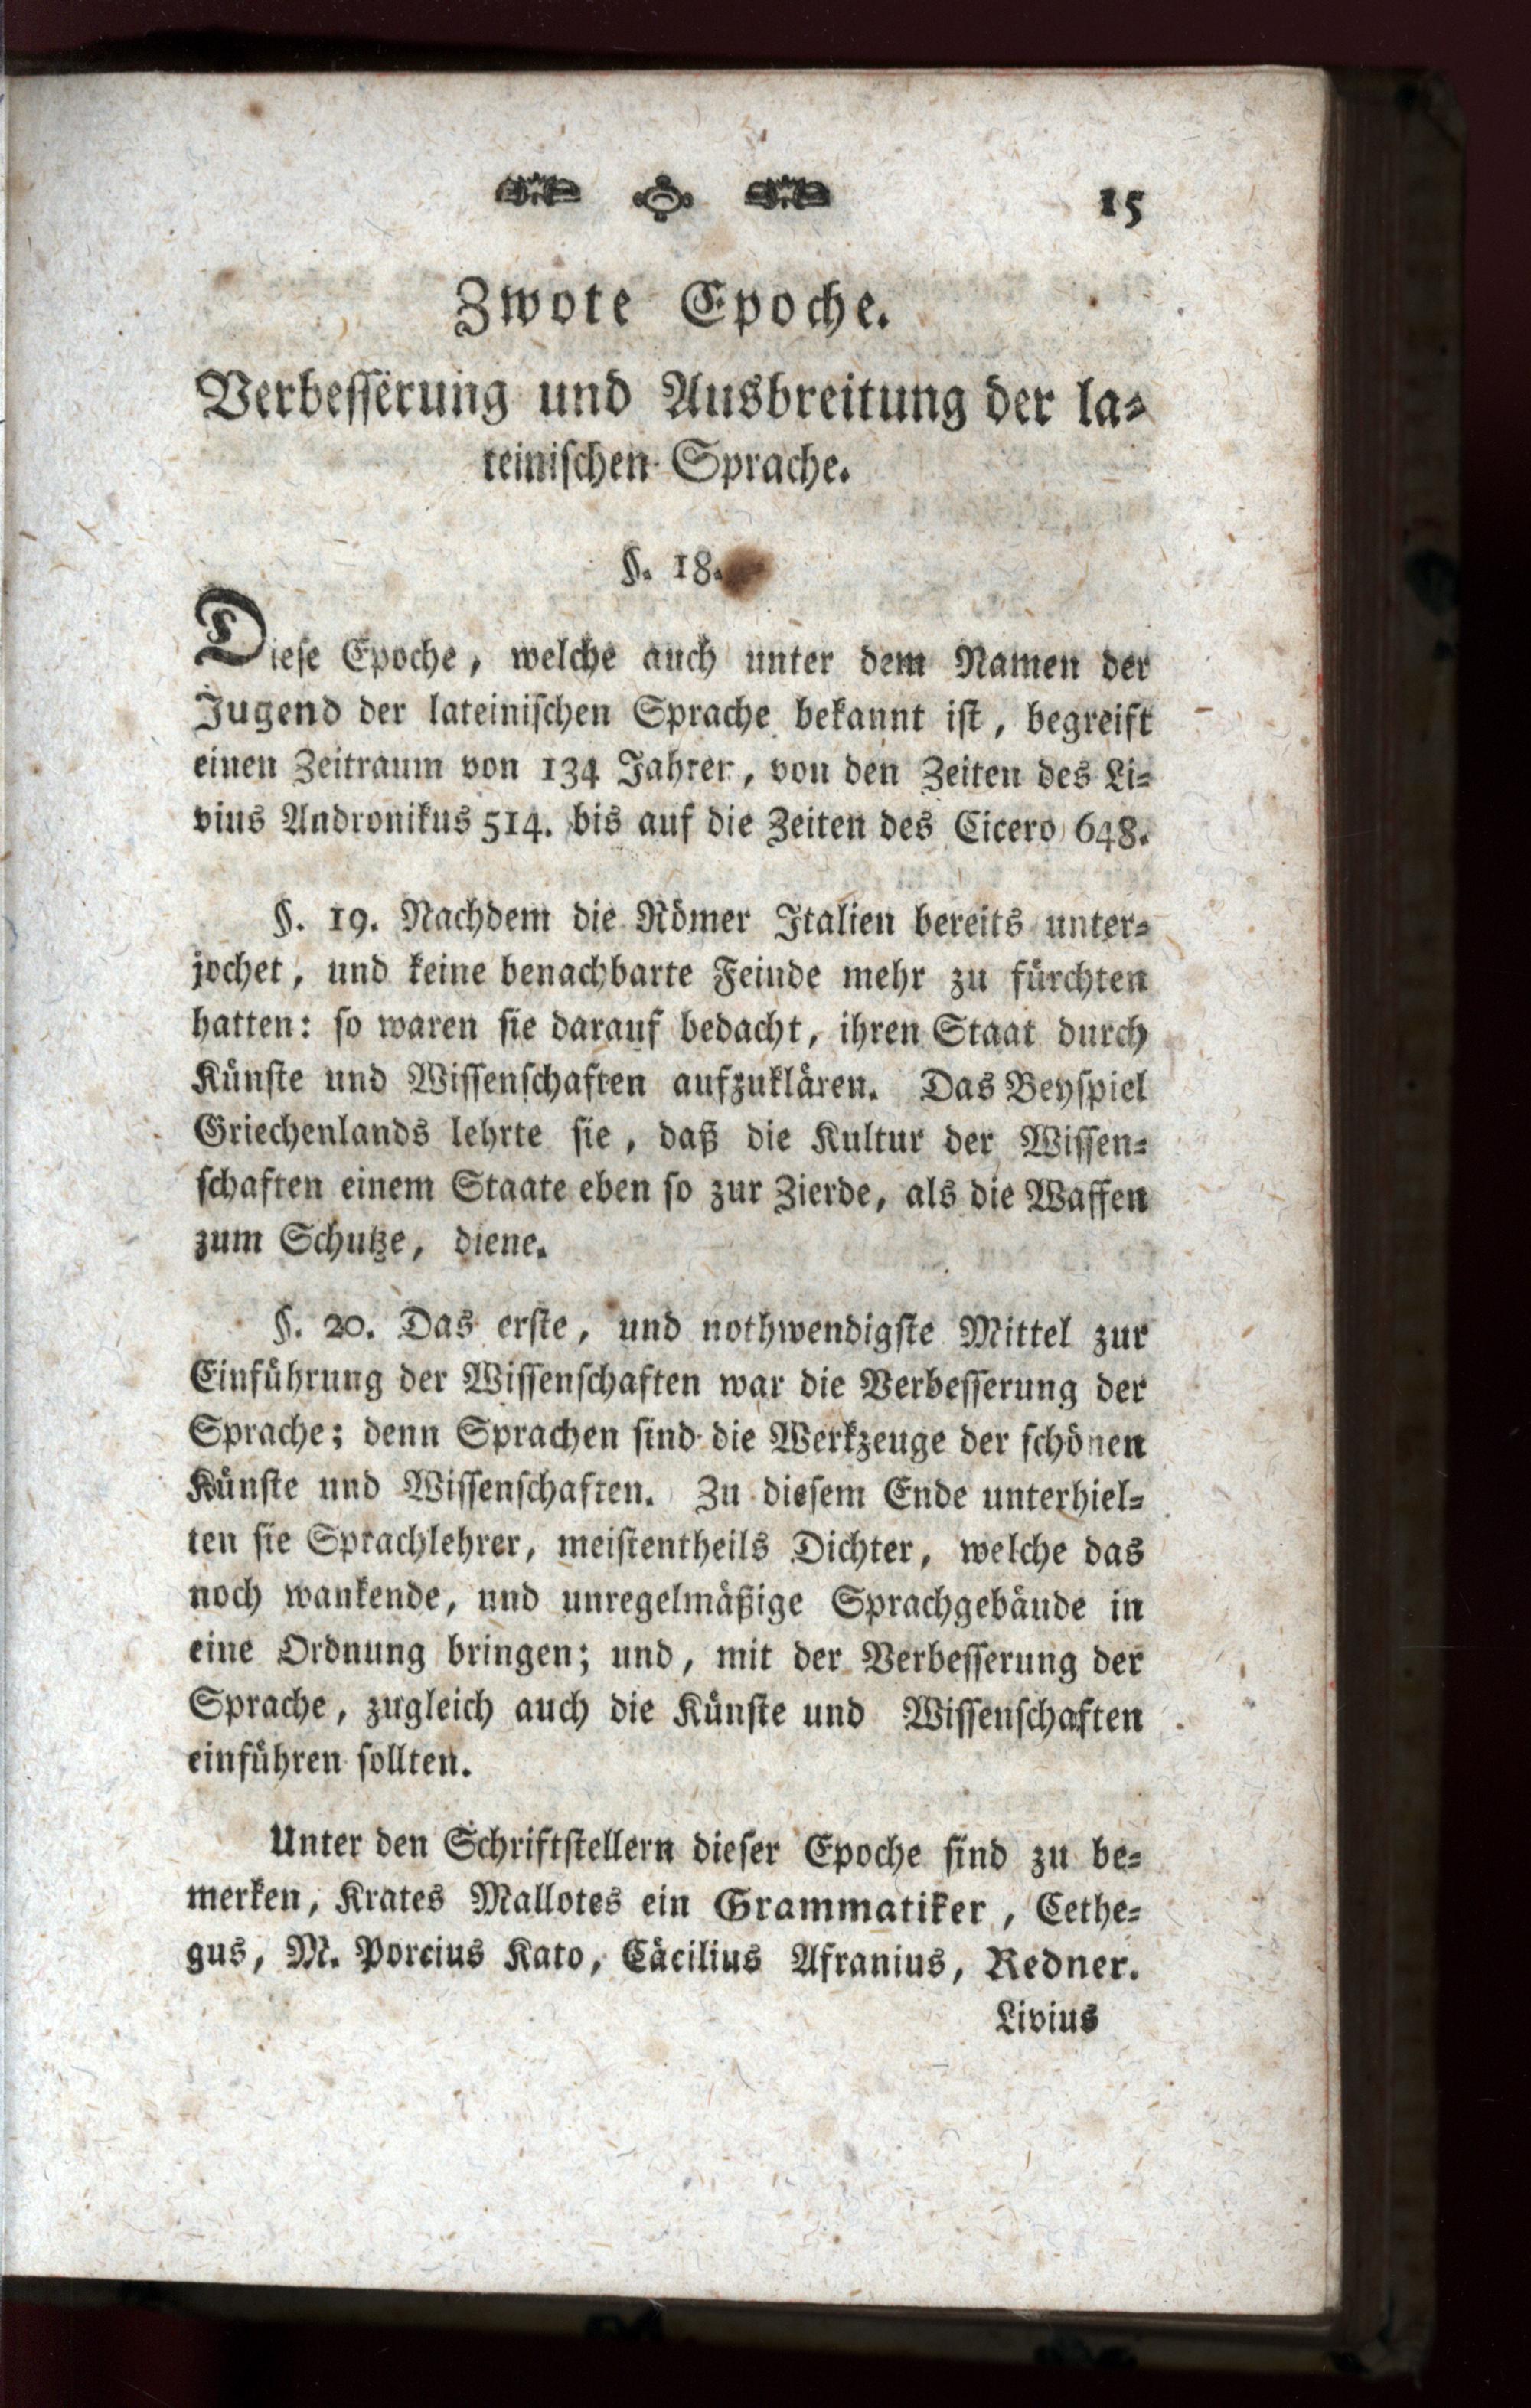 15
Zwote Epoche.
Verbesserung und Ausbreitung der la-
teinischen Sprache.
§. 18.
Diese Epoche, welche auch unter dem Namen der
Jugend der lateinischen Sprache bekannt ist, begreift
einen Zeitraum von 134 Jahren, von den Zeiten des Li-
vius Andronikus 514. bis auf die Zeiten des Cicero 648.
§. 19. Nachdem die Römer Italien bereits unter-
jochet, und keine benachbarte Feinde mehr zu fürchten
hatten: so waren sie darauf bedacht, ihren Staat durch
Künste und Wissenschaften aufzuklären. Das Beyspiel
Griechenlands lehrte sie, daß die Kultur der Wissen-
schaften einem Staate eben so zur Zierde, als die Waffen
zum Schutze, diene.
§. 20. Das erste, und nothwendigste Mittel zur
Einführung der Wissenschaften war die Verbesserung der
Sprache; denn Sprachen sind die Werkzeuge der schönen
Künste und Wissenschaften. Zu diesem Ende unterhiel-
ten sie Sprachlehrer, meistentheils Dichter, welche das
noch wankende, und unregelmäßige Sprachgebäude in
eine Ordnung bringen; und, mit der Verbesserung der
Sprache, zugleich auch die Künste und Wissenschaften
einführen sollten.
Unter den Schriftstellern dieser Epoche sind zu be-
merken, Krates Mallotes ein Grammatiker, Cethe-
gus, M. Porcius Kato, Cäcilius Afranius, Redner.
Livius